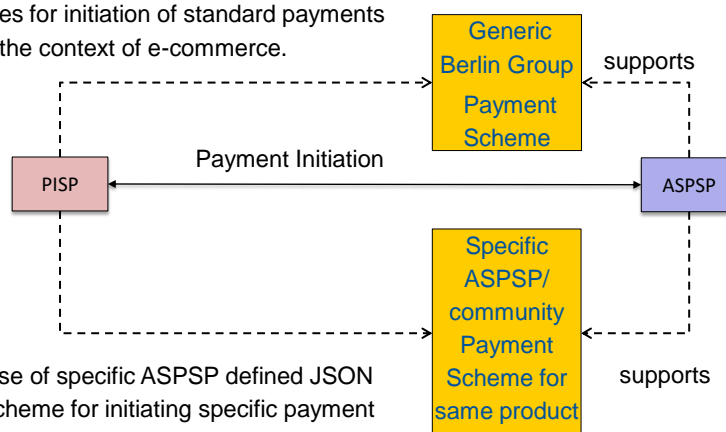 es for initiation of standard payments
the context of e-commerce.
Generic
Berlin Group
Payment
Scheme
supports
Payment Initiation
PISP
ASPSP
Specific
ASPSP/
community
Payment
Scheme for
same product
supports
se of specific ASPSP defined JSON
cheme for initiating specific payment